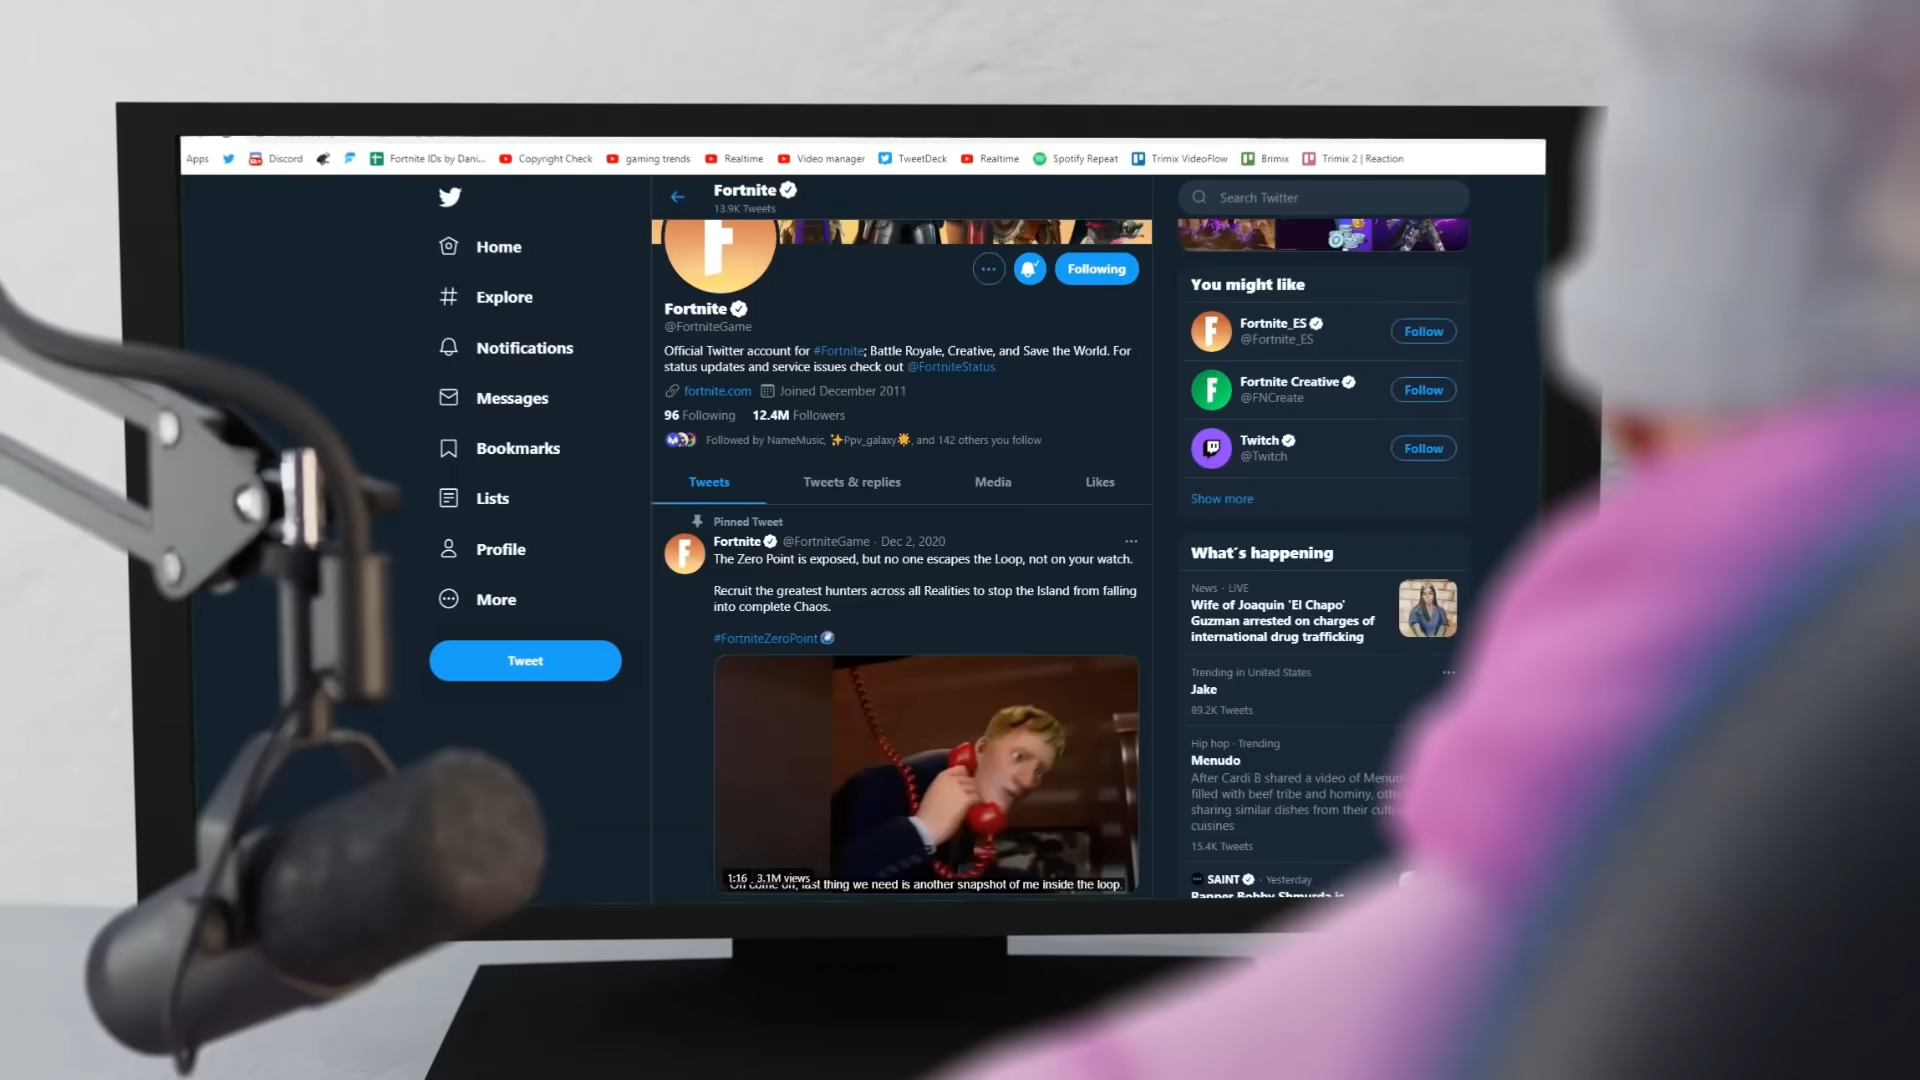 Apps Discord Fortnite IDs by Dani... Copyright Check gaming trends Realtime Video manager TweetDeck Realtime Spotify Repeat Trimix VideoFlow Brimix Trimix 2 | Reaction
Home
Explore
Notifications
Messages
Bookmarks
Lists
Profile
More
Tweet
Fortnite
13.9K Tweets
Following
Fortnite
@FortniteGame
Official Twitter account for #Fortnite; Battle Royale, Creative, and Save the World. For
status updates and service issues check out @FortniteStatus
fortnite.com Joined December 2011
96 Following 12.4M Followers
Followed by NameMusic, ✨Ppv_galaxy🌟, and 142 others you follow
Tweets Tweets & replies Media Likes
Pinned Tweet
Fortnite @FortniteGame · Dec 2, 2020
The Zero Point is exposed, but no one escapes the Loop, not on your watch.
Recruit the greatest hunters across all Realities to stop the Island from falling
into complete Chaos.
#FortniteZeroPoint
1:16 3.1M views
Oh come on, last thing we need is another snapshot of me inside the loop.
Search Twitter
You might like
Fortnite_ES
@Fortnite_ES
Follow
Fortnite Creative
@FNCreate
Follow
Twitch
@Twitch
Follow
Show more
What´s happening
News · LIVE
Wife of Joaquin 'El Chapo'
Guzman arrested on charges of
international drug trafficking
Trending in United States
Jake
89.2K Tweets
Hip hop · Trending
Menudo
After Cardi B shared a video of
filled with beef tribe and hominy,
sharing similar dishes from their
cuisines
15.4K Tweets
SAINT · Yesterday
Rapper Bobby Shmurda is